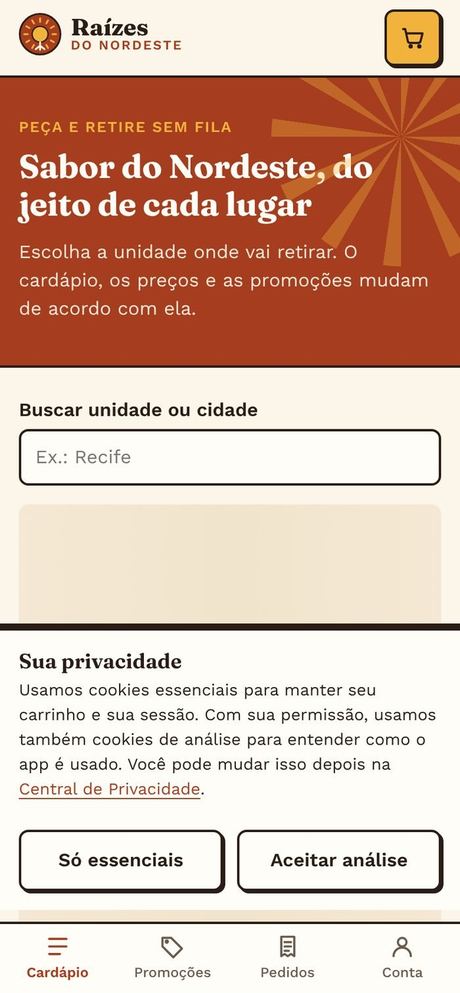 Raízes
DO NORDESTE
PEÇA E RETIRE SEM FILA
Sabor do Nordeste, do
jeito de cada lugar
Escolha a unidade onde vai retirar. O
cardápio, os preços e as promoções mudam
de acordo com ela.
Buscar unidade ou cidade
Ex.: Recife
Sua privacidade
Usamos cookies essenciais para manter seu
carrinho e sua sessão. Com sua permissão, usamos
também cookies de análise para entender como o
app é usado. Você pode mudar isso depois na
Central de Privacidade.
Só essenciais
Aceitar análise
Cardápio
Promoções
Pedidos
Conta